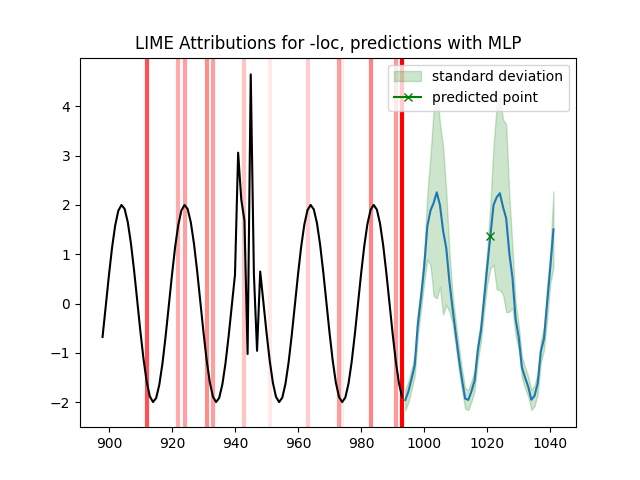 LIME Attributions for -loc, predictions with MLP
standard deviation
predicted point
4
3
2
1
0
−1
−2
900 920 940 960 980 1000 1020 1040